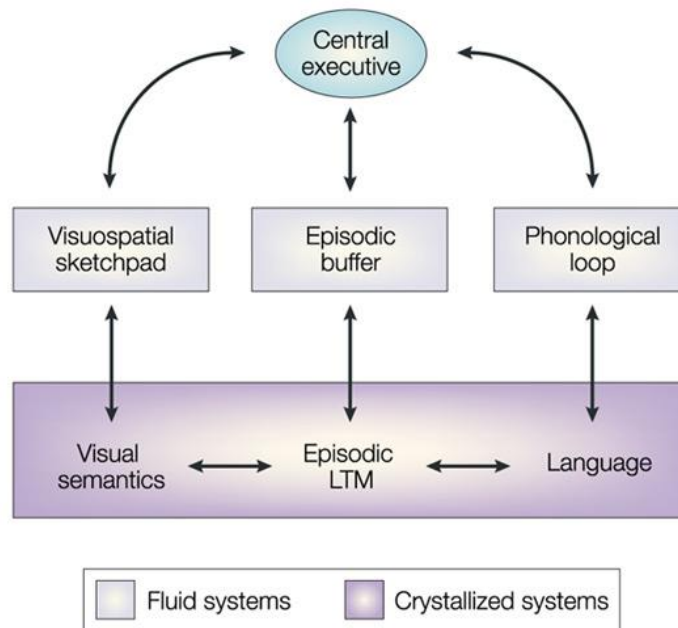 Central
executive
Visuospatial
sketchpad
Episodic
buffer
Phonological
loop
Visual
semantics
Episodic
LTM
Language
Fluid systems
Crystallized systems